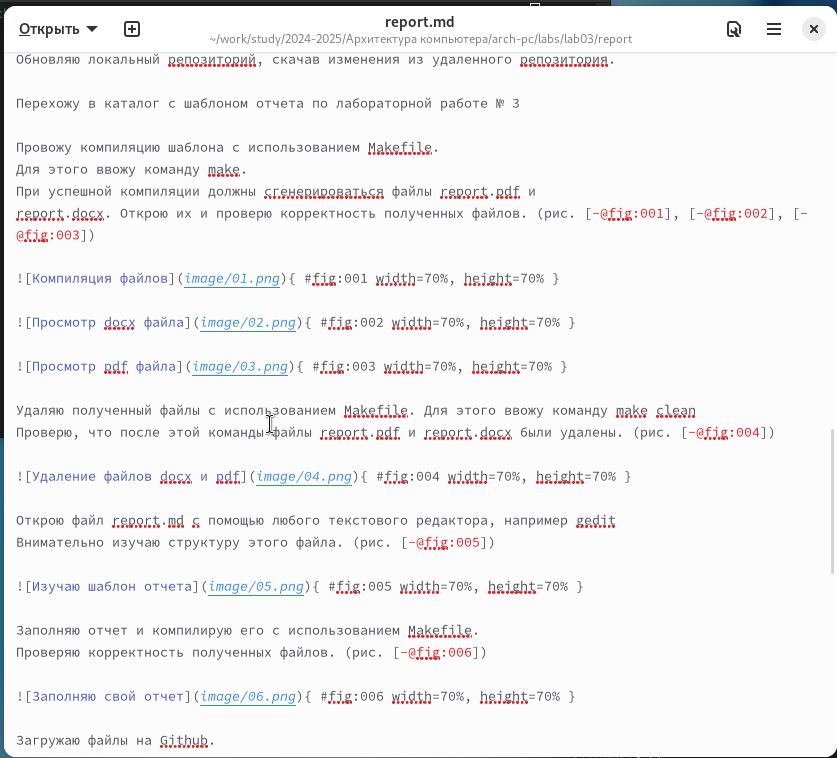 Открыть
report.md
~/work/study/2024-2025/Архитектура компьютера/arch-pc/labs/lab03/report
Обновляю локальный репозиторий, скачав изменения из удаленного репозитория.
Перехожу в каталог с шаблоном отчета по лабораторной работе № 3
Провожу компиляцию шаблона с использованием Makefile.
Для этого ввожу команду make.
При успешной компиляции должны сгенерироваться файлы report.pdf и
report.docx. Открою их и проверю корректность полученных файлов. (рис. [-@fig:001], [-@fig:002], [-
@fig:003])
![Компиляция файлов](image/01.png){ #fig:001 width=70%, height=70% }
![Просмотр docx файла](image/02.png){ #fig:002 width=70%, height=70% }
![Просмотр pdf файла](image/03.png){ #fig:003 width=70%, height=70% }
Удаляю полученный файлы с использованием Makefile. Для этого ввожу команду make clean
Проверю, что после этой команды файлы report.pdf и report.docx были удалены. (рис. [-@fig:004])
![Удаление файлов docx и pdf](image/04.png){ #fig:004 width=70%, height=70% }
Открою файл report.md c помощью любого текстового редактора, например gedit
Внимательно изучаю структуру этого файла. (рис. [-@fig:005])
![Изучаю шаблон отчета](image/05.png){ #fig:005 width=70%, height=70% }
Заполняю отчет и компилирую его с использованием Makefile.
Проверяю корректность полученных файлов. (рис. [-@fig:006])
![Заполняю свой отчет](image/06.png){ #fig:006 width=70%, height=70% }
Загружаю файлы на Github.